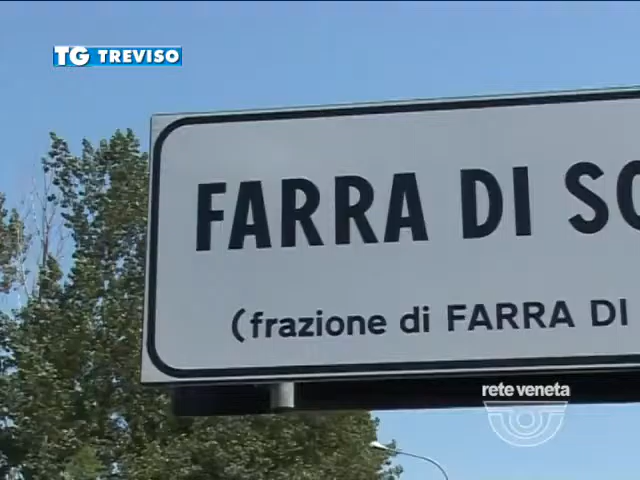 TG TREVISO
FARRA DI SO
(frazione di FARRA DI
rete veneta